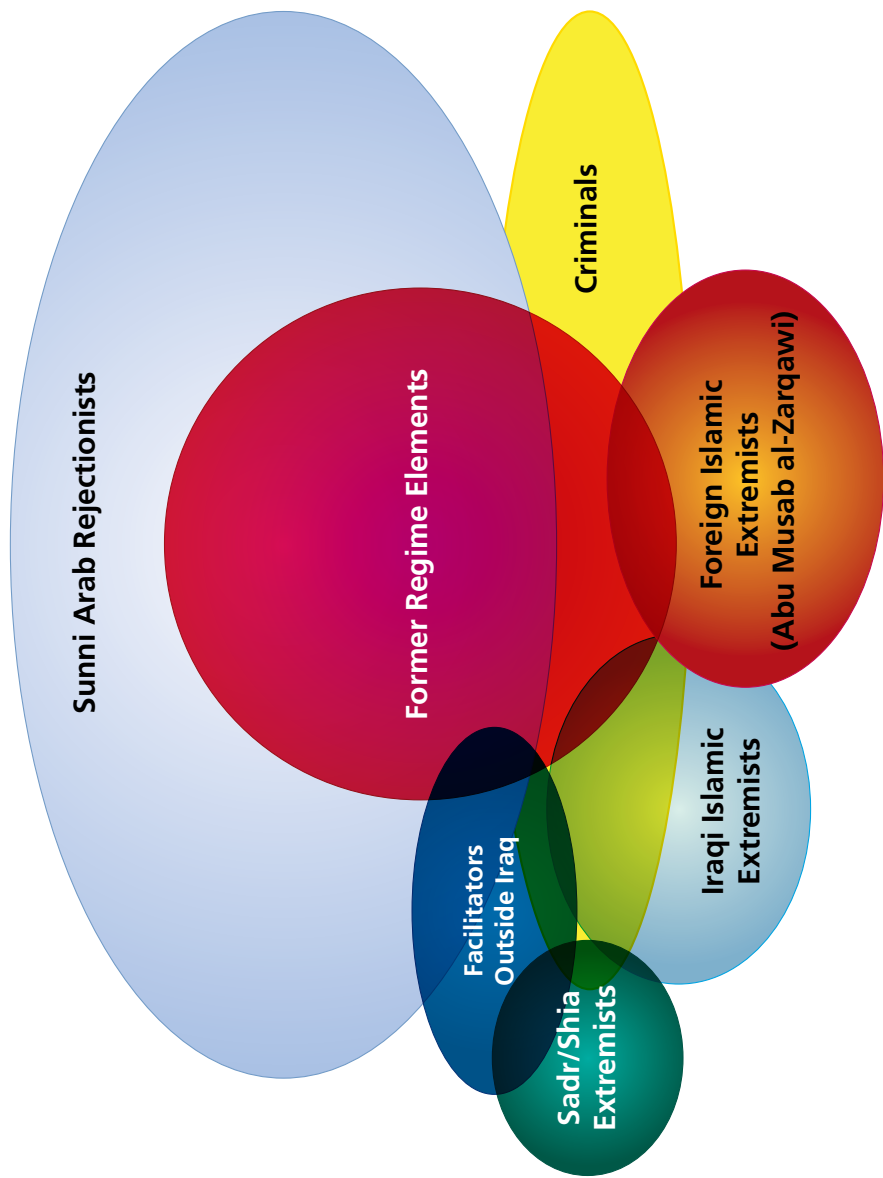 Sunni Arab Rejectionists
Former Regime Elements
Criminals
Facilitators
Outside Iraq
Sadr/Shia
Extremists
Iraqi Islamic
Extremists
Foreign Islamic
Extremists
(Abu Musab al-Zarqawi)